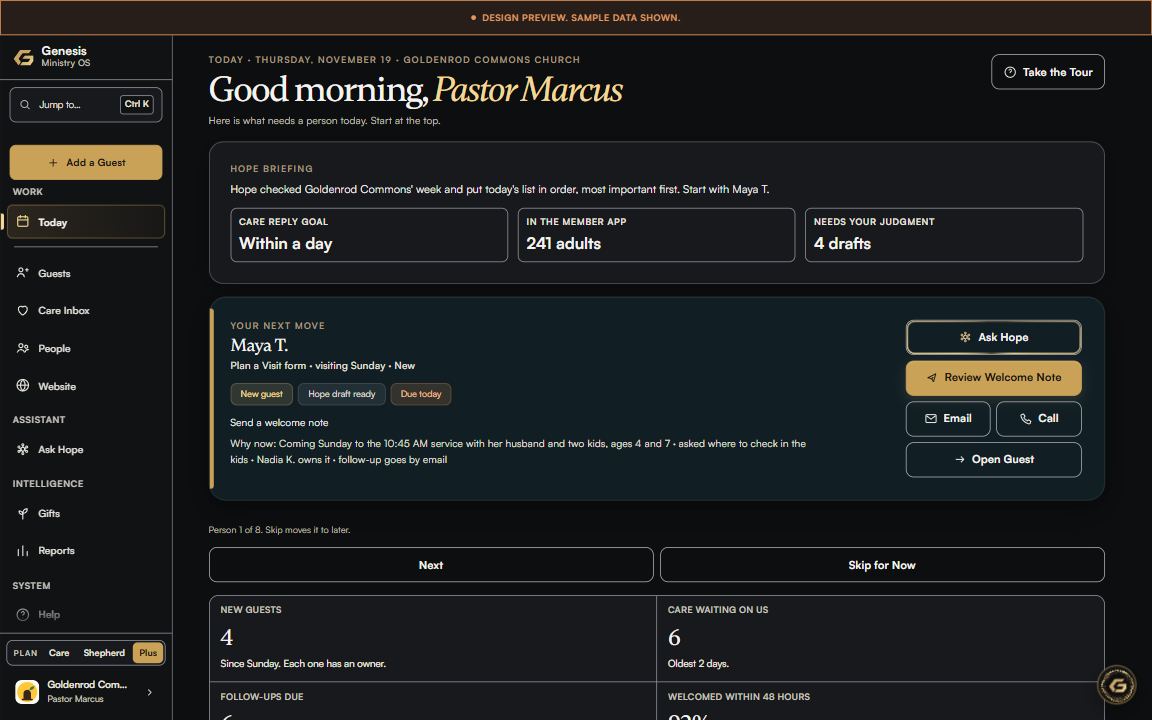 DESIGN PREVIEW. SAMPLE DATA SHOWN.
Genesis
Ministry OS
Jump to...
Ctrl K
Add a Guest
WORK
Today
Guests
Care Inbox
People
Website
ASSISTANT
Ask Hope
INTELLIGENCE
Gifts
Reports
SYSTEM
Help
PLAN Care Shepherd Plus
Goldenrod Com...
Pastor Marcus
TODAY · THURSDAY, NOVEMBER 19 · GOLDENROD COMMONS CHURCH
Good morning, Pastor Marcus
Here is what needs a person today. Start at the top.
Take the Tour
HOPE BRIEFING
Hope checked Goldenrod Commons' week and put today's list in order, most important first. Start with Maya T.
CARE REPLY GOAL
Within a day
IN THE MEMBER APP
241 adults
NEEDS YOUR JUDGMENT
4 drafts
YOUR NEXT MOVE
Maya T.
Plan a Visit form · visiting Sunday · New
New guest
Hope draft ready
Due today
Send a welcome note
Why now: Coming Sunday to the 10:45 AM service with her husband and two kids, ages 4 and 7 · asked where to check in the
kids · Nadia K. owns it · follow-up goes by email
Ask Hope
Review Welcome Note
Email
Call
Open Guest
Person 1 of 8. Skip moves it to later.
Next
Skip for Now
NEW GUESTS
4
Since Sunday. Each one has an owner.
CARE WAITING ON US
6
Oldest 2 days.
FOLLOW-UPS DUE
WELCOMED WITHIN 48 HOURS